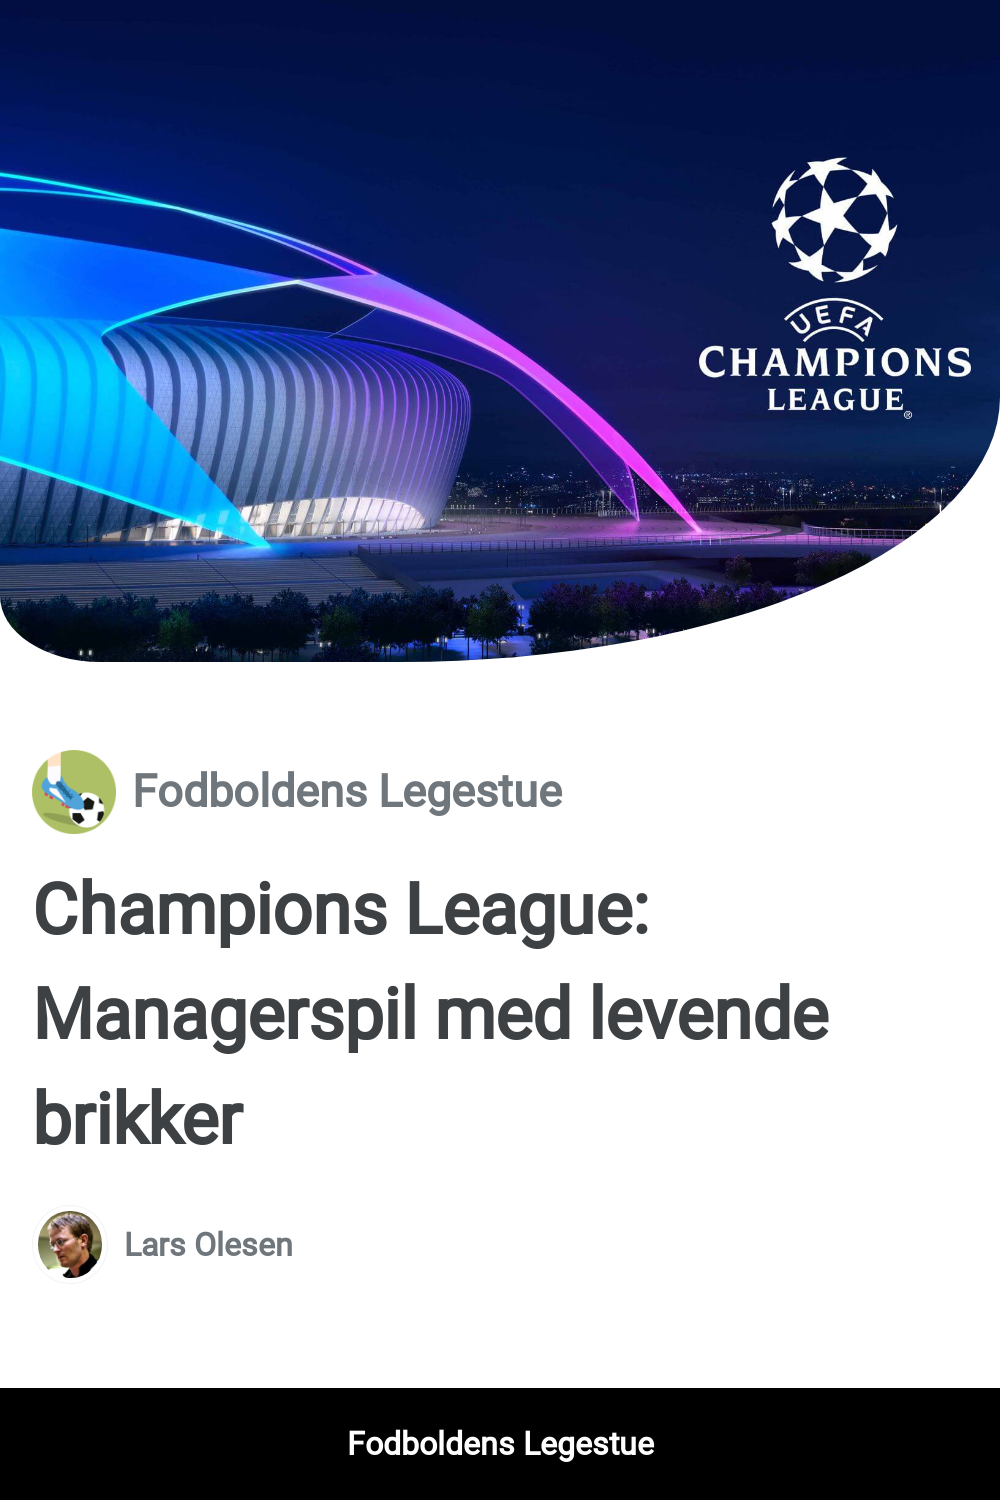 UEFA
CHAMPIONS
LEAGUE®
Fodboldens Legestue
Champions League:
Managerspil med levende
brikker
Lars Olesen
Fodboldens Legestue